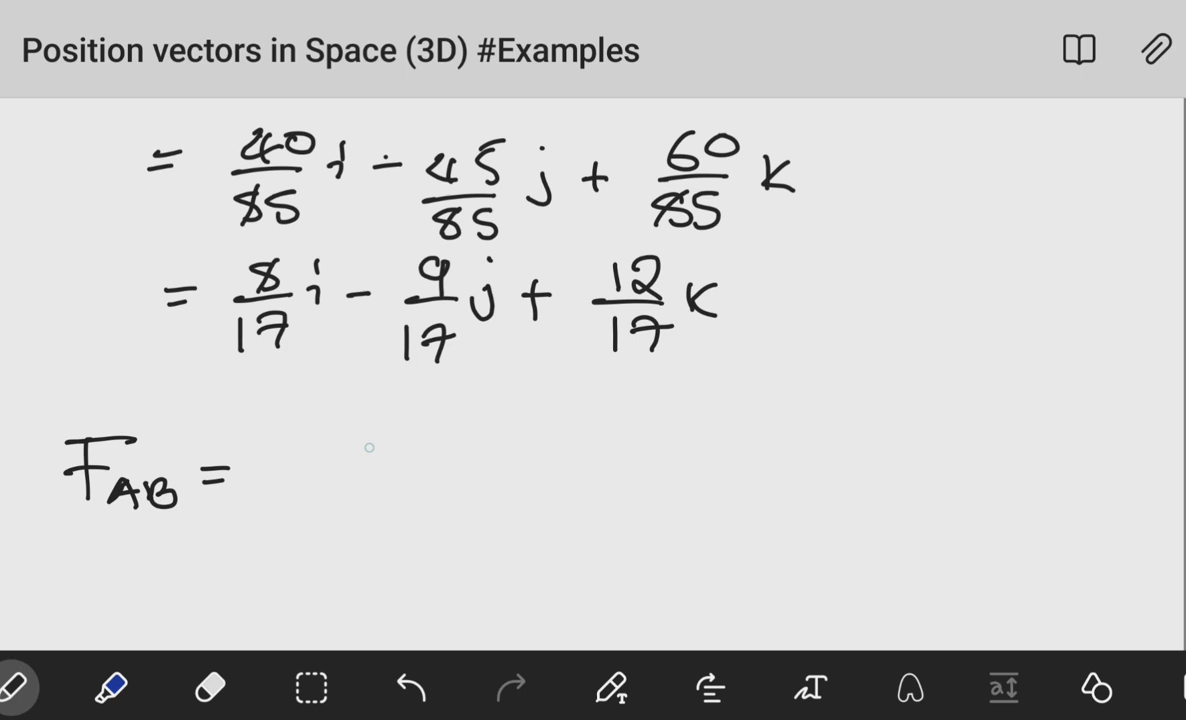 Position vectors in Space (3D) #Examples
= 40/85 i - 45/85 j + 60/85 k
= 8/17 i - 9/17 j + 12/17 k
F_AB =